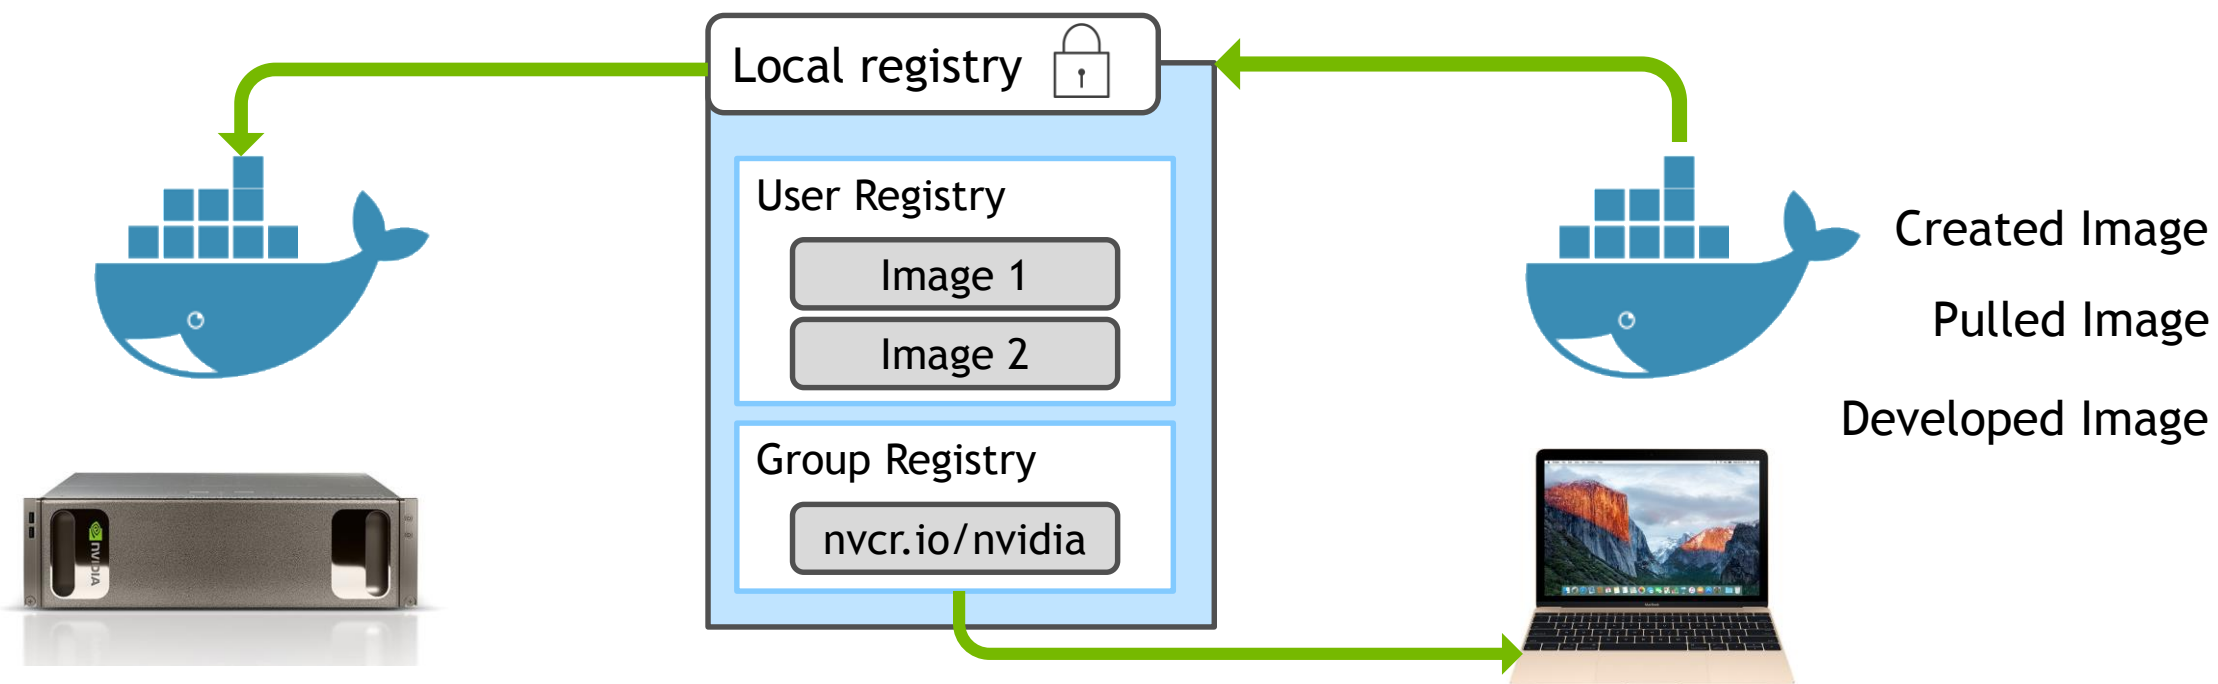 Local registry
User Registry
Image 1
Image 2
Group Registry
nvcr.io/nvidia
Created Image
Pulled Image
Developed Image
NVIDIA